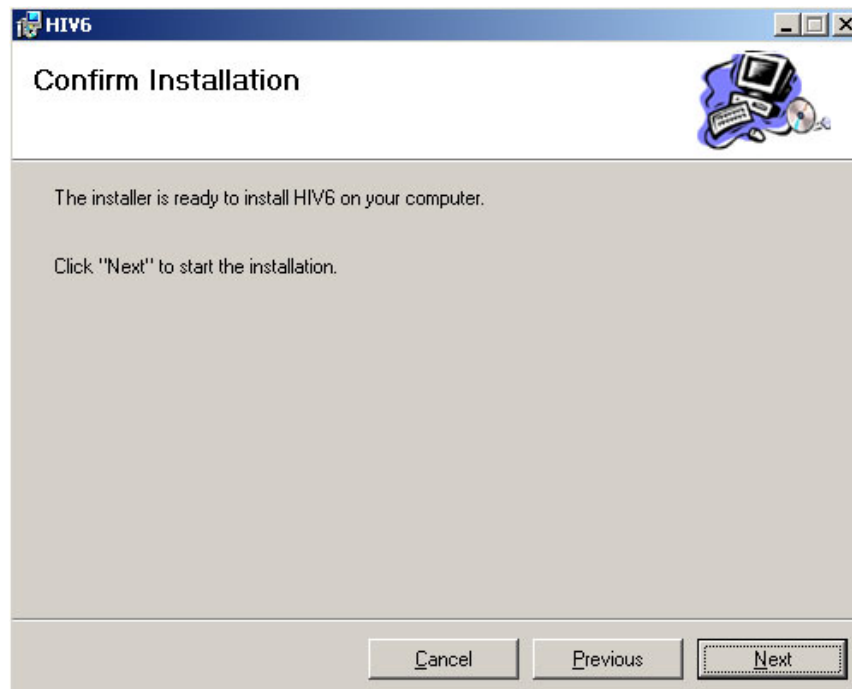 HIV6
Confirm Installation
The installer is ready to install HIV6 on your computer.
Click "Next" to start the installation.
Cancel
Previous
Next